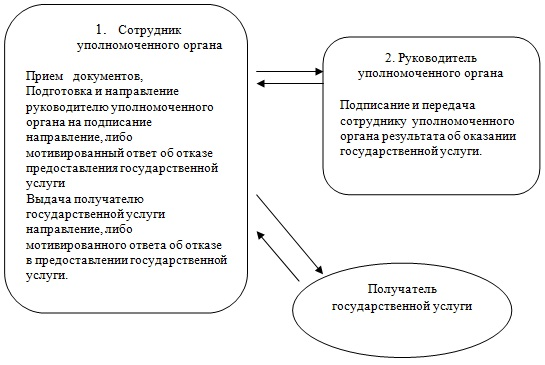 1. Сотрудник
уполномоченного органа
Прием документов,
Подготовка и направление
руководителю уполномоченного
органа на подписание
направление, либо
мотивированный ответ об отказе
предоставления государственной
услуги
Выдача получателю
государственной услуги
направление, либо
мотивированного ответа об отказе
в предоставлении государственной
услуги.
2. Руководитель
уполномоченного органа
Подписание и передача
сотруднику уполномоченного
органа результата об оказании
государственной услуги.
Получатель
государственной услуги